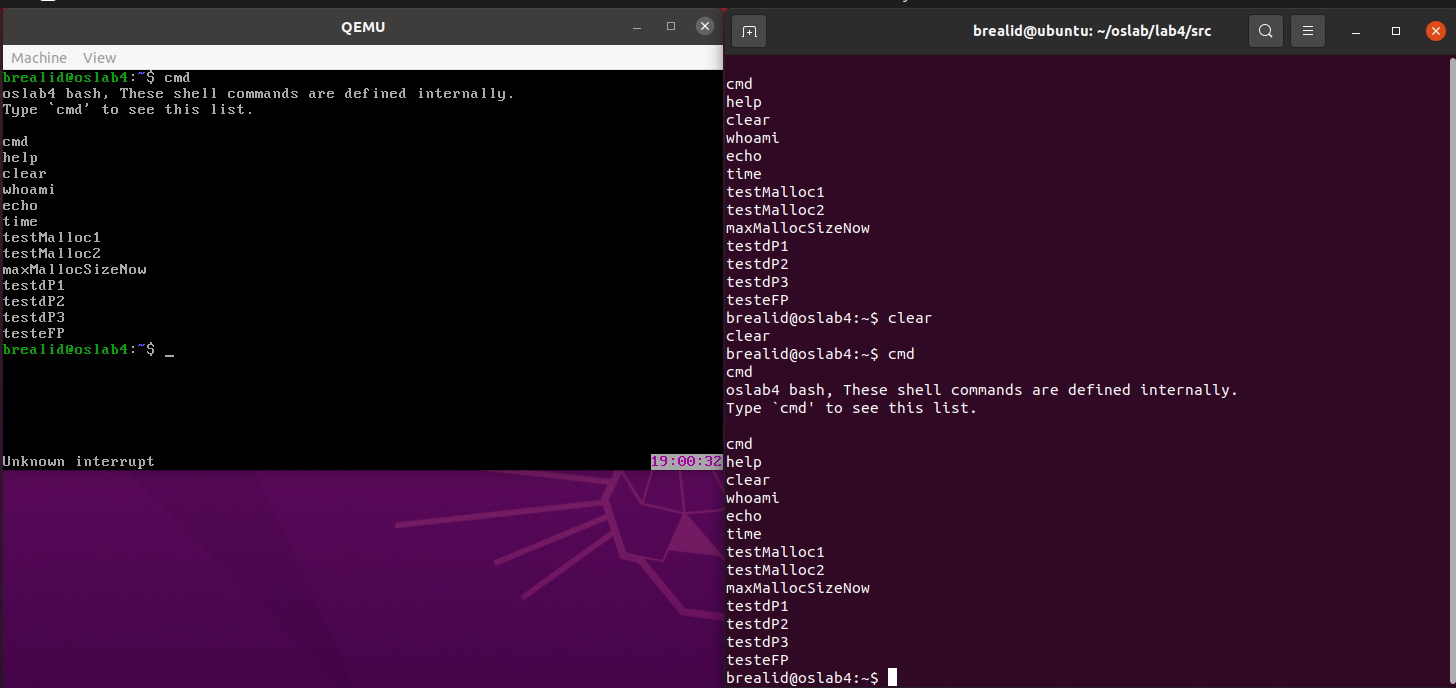 QEMU
Machine View
brealid@oslab4:~$ cmd
oslab4 bash, These shell commands are defined internally.
Type `cmd' to see this list.

cmd
help
clear
whoami
echo
time
testMalloc1
testMalloc2
maxMallocSizeNow
testdP1
testdP2
testdP3
testeFP
brealid@oslab4:~$ _
Unknown interrupt
19:00:32
brealid@ubuntu: ~/oslab/lab4/src
cmd
help
clear
whoami
echo
time
testMalloc1
testMalloc2
maxMallocSizeNow
testdP1
testdP2
testdP3
testeFP
brealid@oslab4:~$ clear
clear
brealid@oslab4:~$ cmd
cmd
oslab4 bash, These shell commands are defined internally.
Type `cmd' to see this list.

cmd
help
clear
whoami
echo
time
testMalloc1
testMalloc2
maxMallocSizeNow
testdP1
testdP2
testdP3
testeFP
brealid@oslab4:~$